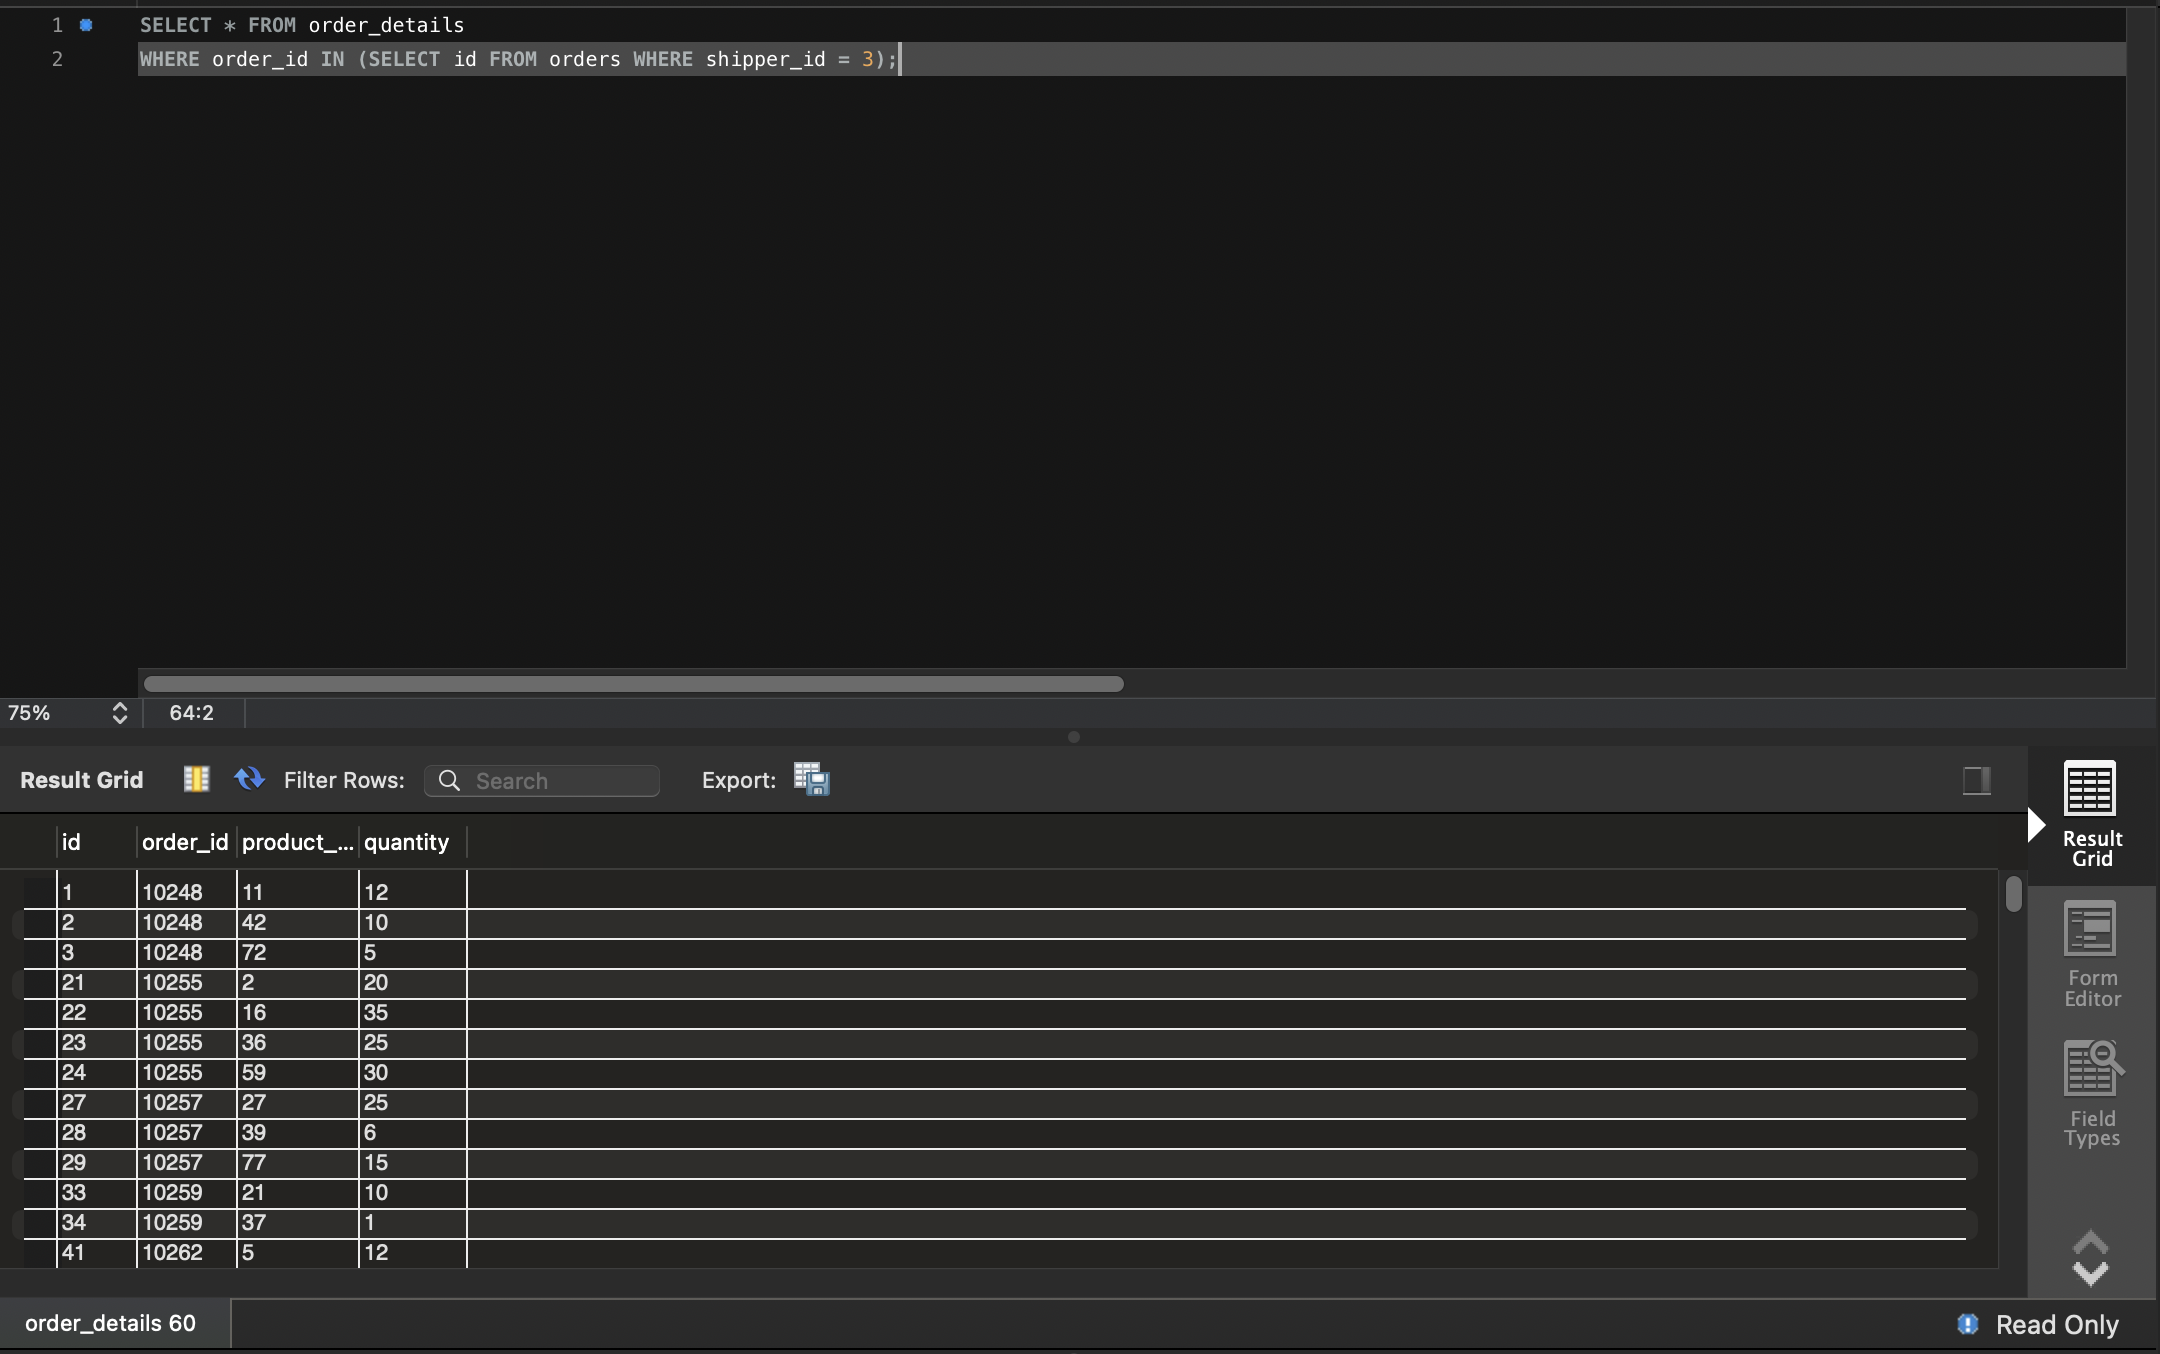 1 SELECT * FROM order_details
2 WHERE order_id IN (SELECT id FROM orders WHERE shipper_id = 3);
75% 64:2
Result Grid Filter Rows: Search Export:
id order_id product_... quantity
1 10248 11 12
2 10248 42 10
3 10248 72 5
21 10255 2 20
22 10255 16 35
23 10255 36 25
24 10255 59 30
27 10257 27 25
28 10257 39 6
29 10257 77 15
33 10259 21 10
34 10259 37 1
41 10262 5 12
Result
Grid
Form
Editor
Field
Types
order_details 60 Read Only